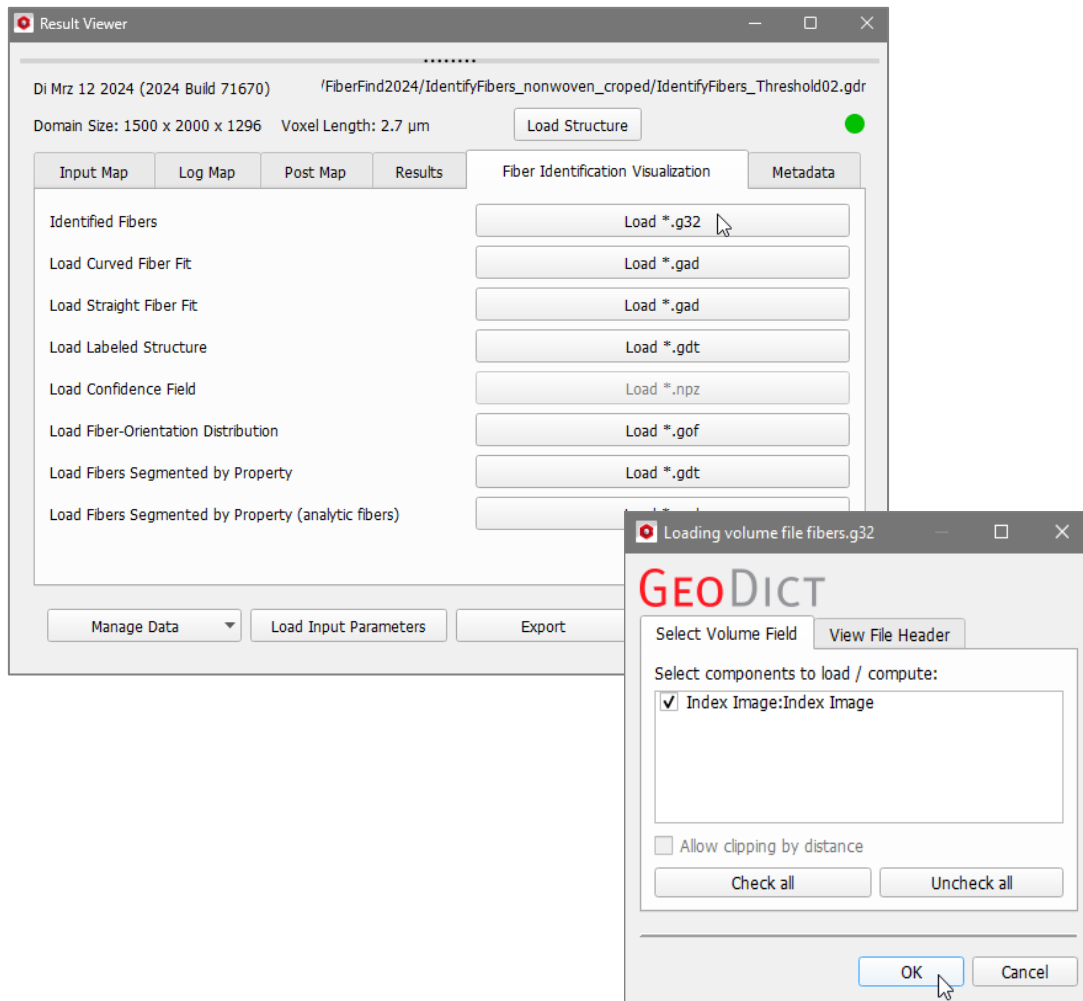 Result Viewer
Di Mrz 12 2024 (2024 Build 71670) /FiberFind2024/IdentifyFibers_nonwoven_croped/IdentifyFibers_Threshold02.gdr
Domain Size: 1500 x 2000 x 1296 Voxel Length: 2.7 µm Load Structure
Input Map Log Map Post Map Results Fiber Identification Visualization Metadata
Identified Fibers Load *.g32
Load Curved Fiber Fit Load *.gad
Load Straight Fiber Fit Load *.gad
Load Labeled Structure Load *.gdt
Load Confidence Field Load *.npz
Load Fiber-Orientation Distribution Load *.gof
Load Fibers Segmented by Property Load *.gdt
Load Fibers Segmented by Property (analytic fibers)
Manage Data Load Input Parameters Export
Loading volume file fibers.g32
GEODICT
Select Volume Field View File Header
Select components to load / compute:
Index Image:Index Image
Allow clipping by distance
Check all Uncheck all
OK Cancel